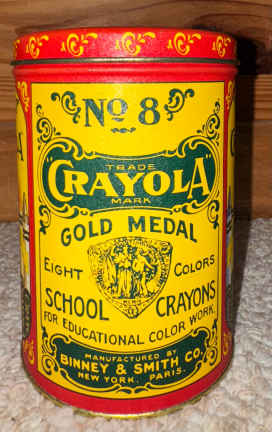 No 8
TRADE
"CRAYOLA"
MARK
GOLD MEDAL
EIGHT COLORS
SCHOOL CRAYONS
FOR EDUCATIONAL COLOR WORK.
MANUFACTURED BY
BINNEY & SMITH CO.
NEW YORK. PARIS.